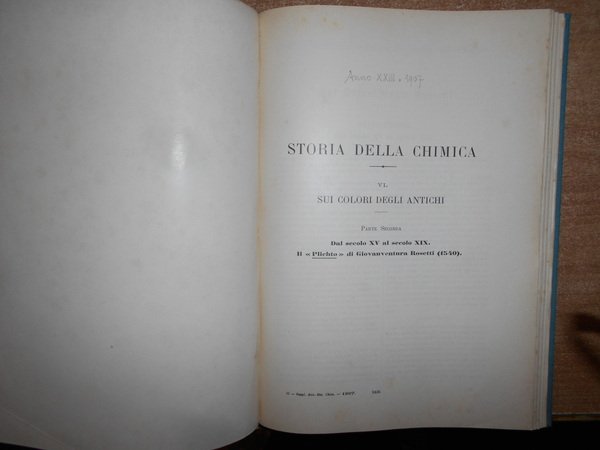 Anno XXIII. 1907
STORIA DELLA CHIMICA
VI.
SUI COLORI DEGLI ANTICHI
PARTE SECONDA
Dal secolo XV al secolo XIX.
Il «Plichto» di Giovanventura Rosetti (1540).